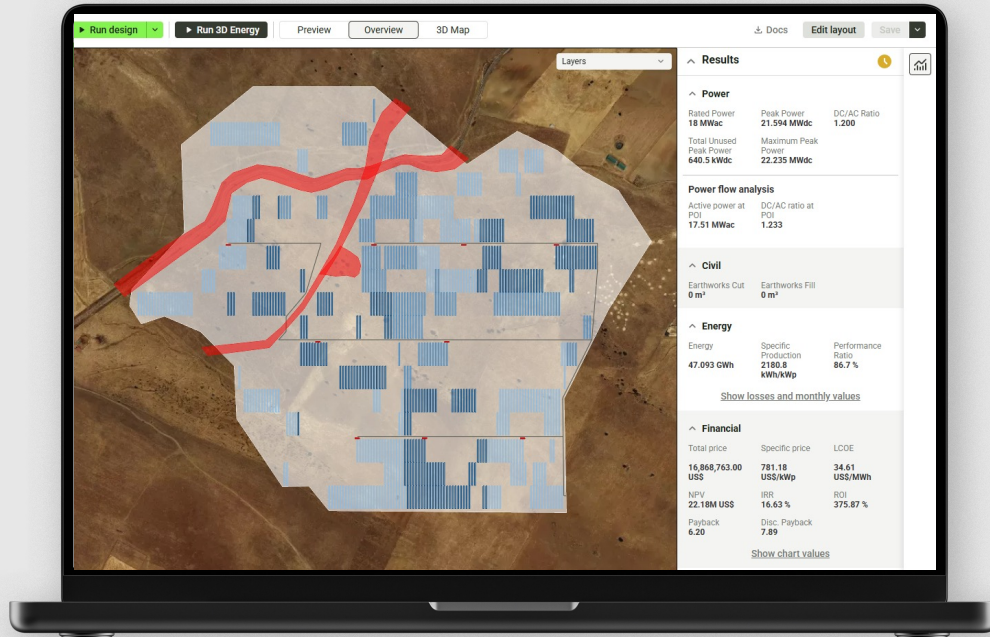 Run design
Run 3D Energy
Preview
Overview
3D Map
Docs
Edit layout
Save
Layers
Results
Power
Rated Power
18 MWac
Peak Power
21.594 MWdc
DC/AC Ratio
1.200
Total Unused
Peak Power
640.5 kWdc
Maximum Peak
Power
22.235 MWdc
Power flow analysis
Active power at
POI
17.51 MWac
DC/AC ratio at
POI
1.233
Civil
Earthworks Cut
0 m³
Earthworks Fill
0 m³
Energy
Energy
47.093 GWh
Specific
Production
2180.8
kWh/kWp
Performance
Ratio
86.7 %
Show losses and monthly values
Financial
Total price
16,868,763.00
US$
Specific price
781.18
US$/kWp
LCOE
34.61
US$/MWh
NPV
22.18M US$
IRR
16.63 %
ROI
375.87 %
Payback
6.20
Disc. Payback
7.89
Show chart values